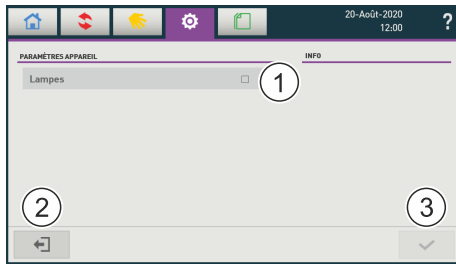 20-Août-2020
12:00
?
PARAMÈTRES APPAREIL
INFO
Lampes
1
2
3